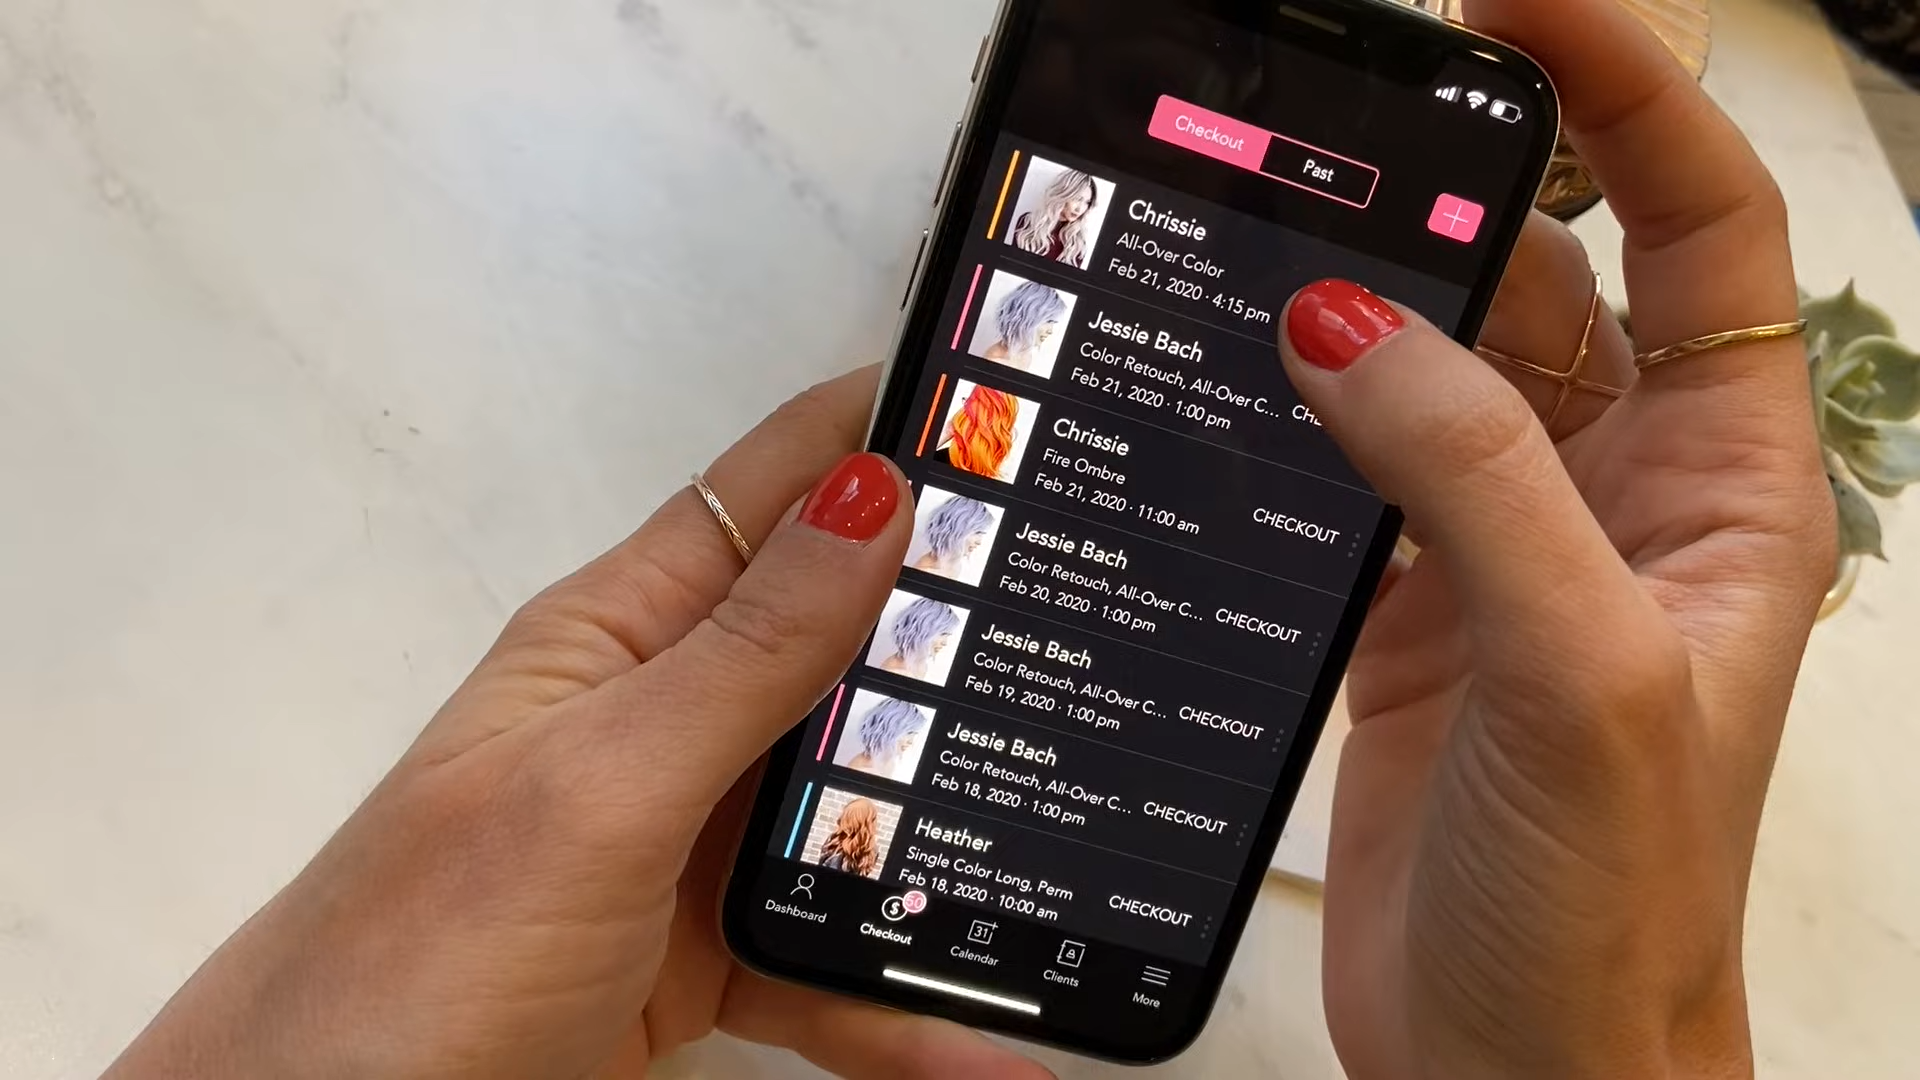 Checkout
Past
Chrissie
All-Over Color
Feb 21, 2020 · 4:15 pm
Jessie Bach
Color Retouch, All-Over C...
Feb 21, 2020 · 1:00 pm
Chrissie
Fire Ombre
Feb 21, 2020 · 11:00 am
CHECKOUT
Jessie Bach
Color Retouch, All-Over C...
Feb 20, 2020 · 1:00 pm
CHECKOUT
Jessie Bach
Color Retouch, All-Over C...
Feb 19, 2020 · 1:00 pm
CHECKOUT
Jessie Bach
Color Retouch, All-Over C...
Feb 18, 2020 · 1:00 pm
CHECKOUT
Heather
Single Color Long, Perm
Feb 18, 2020 · 10:00 am
CHECKOUT
Dashboard
$
60
Checkout
31
Calendar
Clients
More